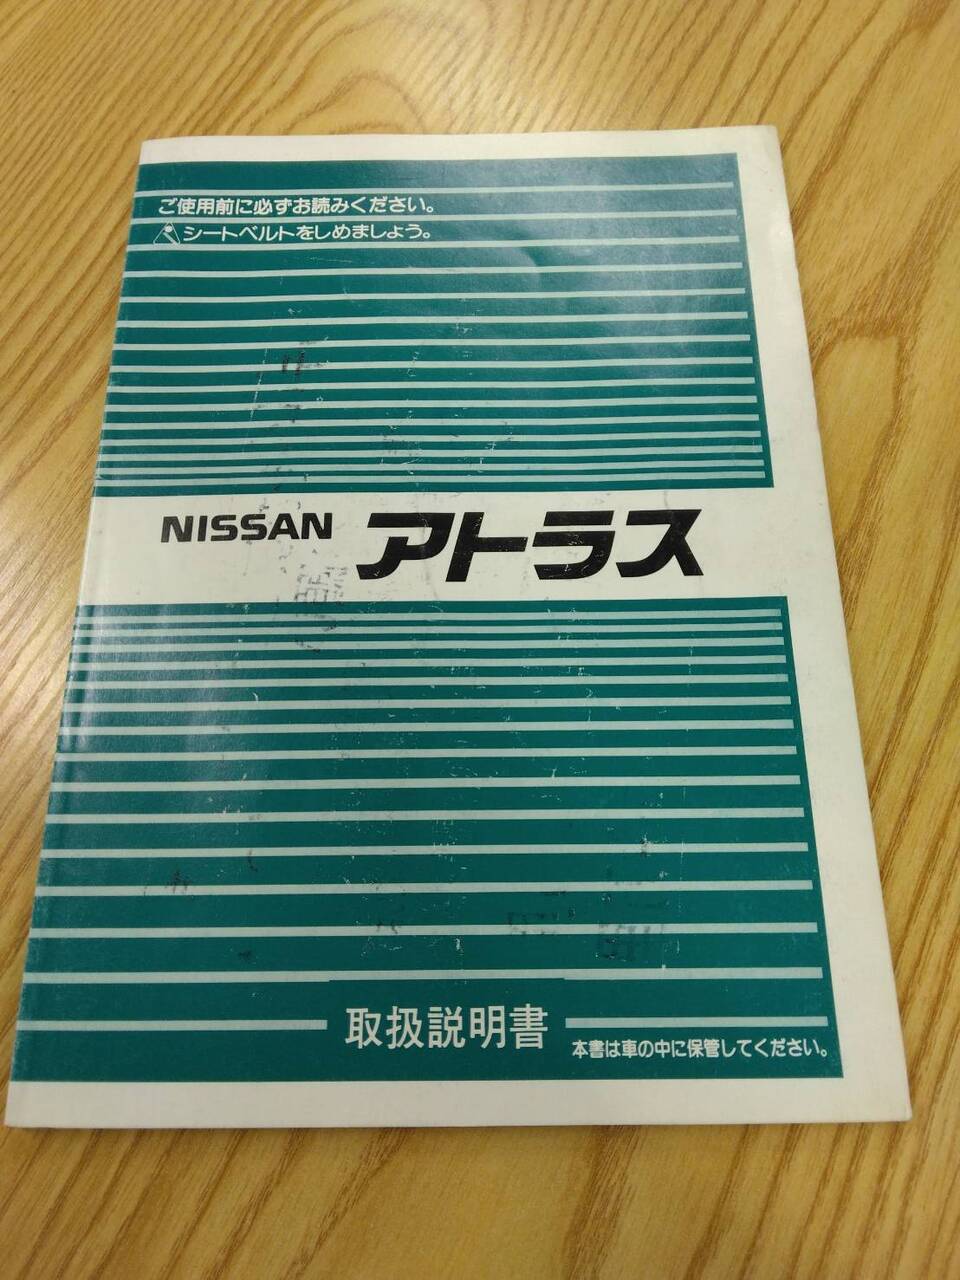 ご使用前に必ずお読みください。
シートベルトをしめましょう。
NISSAN アトラス
取扱説明書
本書は車の中に保管してください。